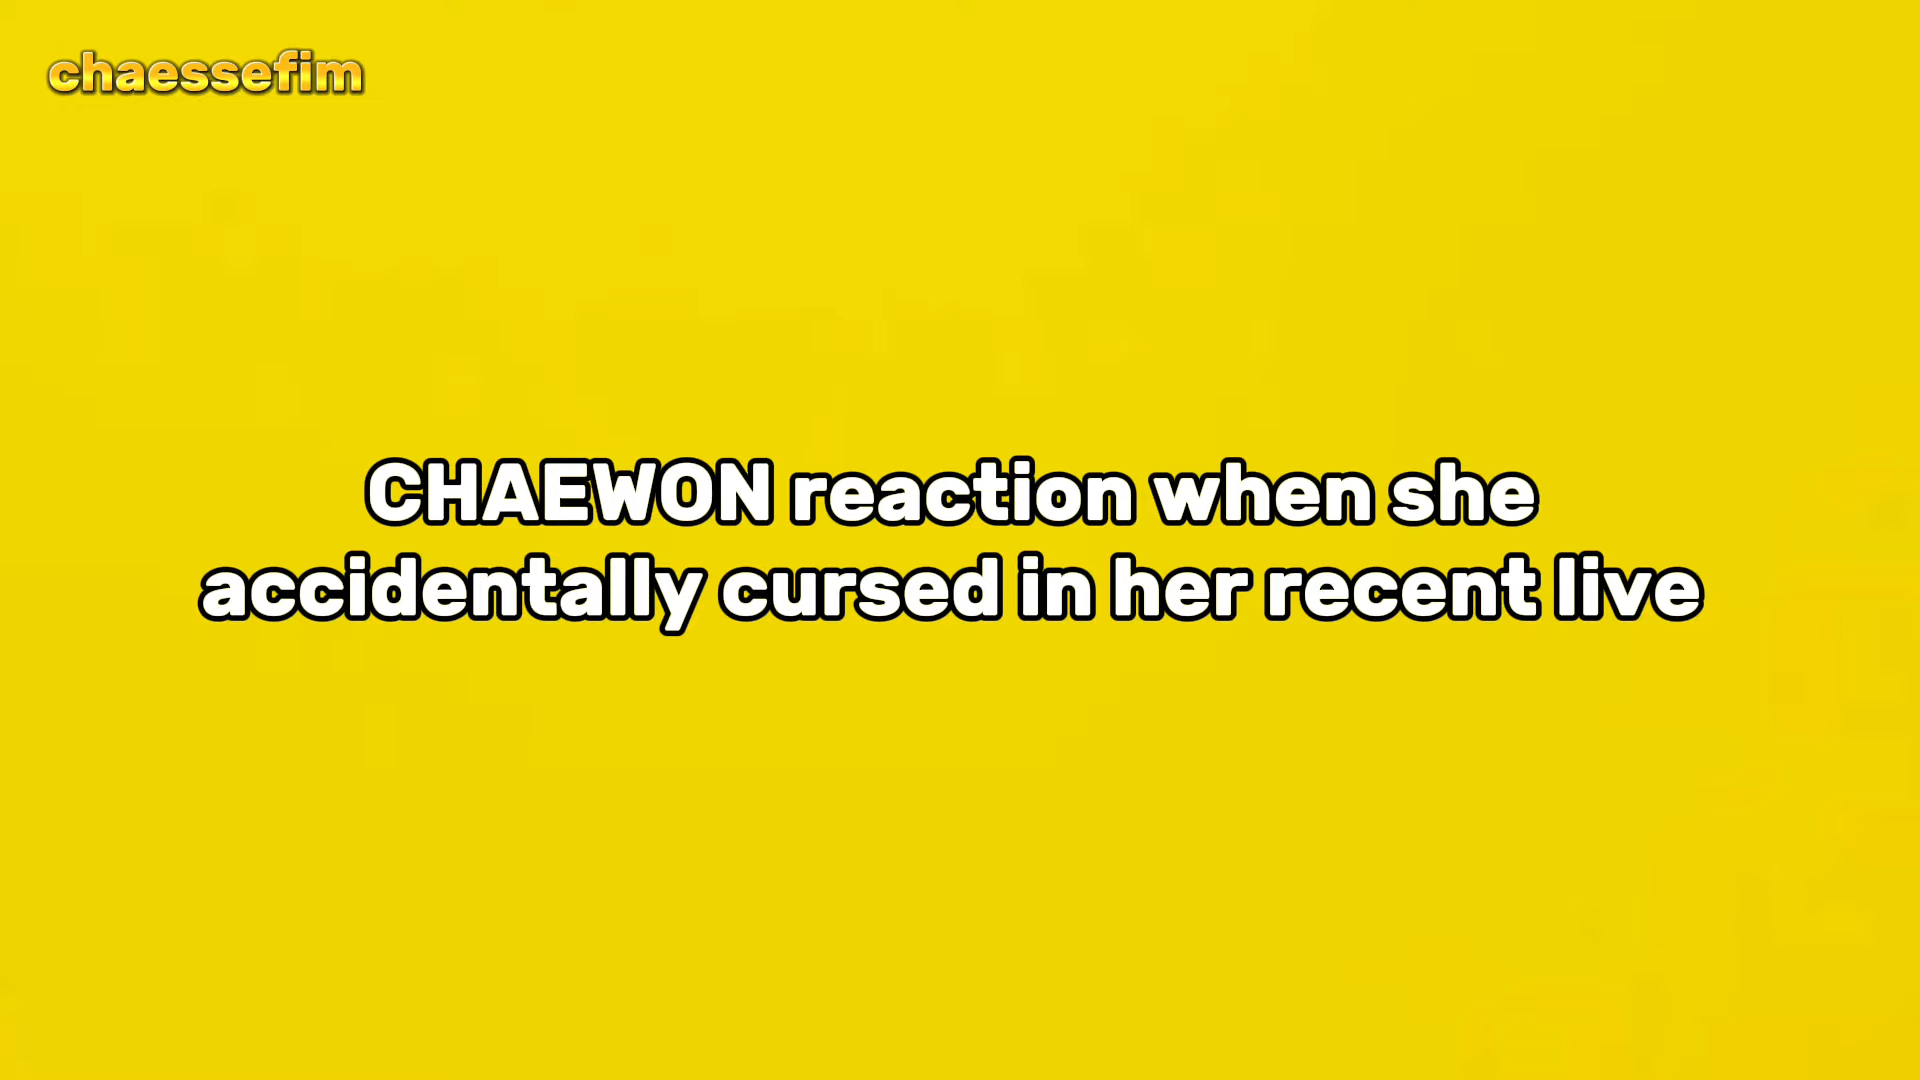 chaessefim
CHAEWON reaction when she
accidentally cursed in her recent live